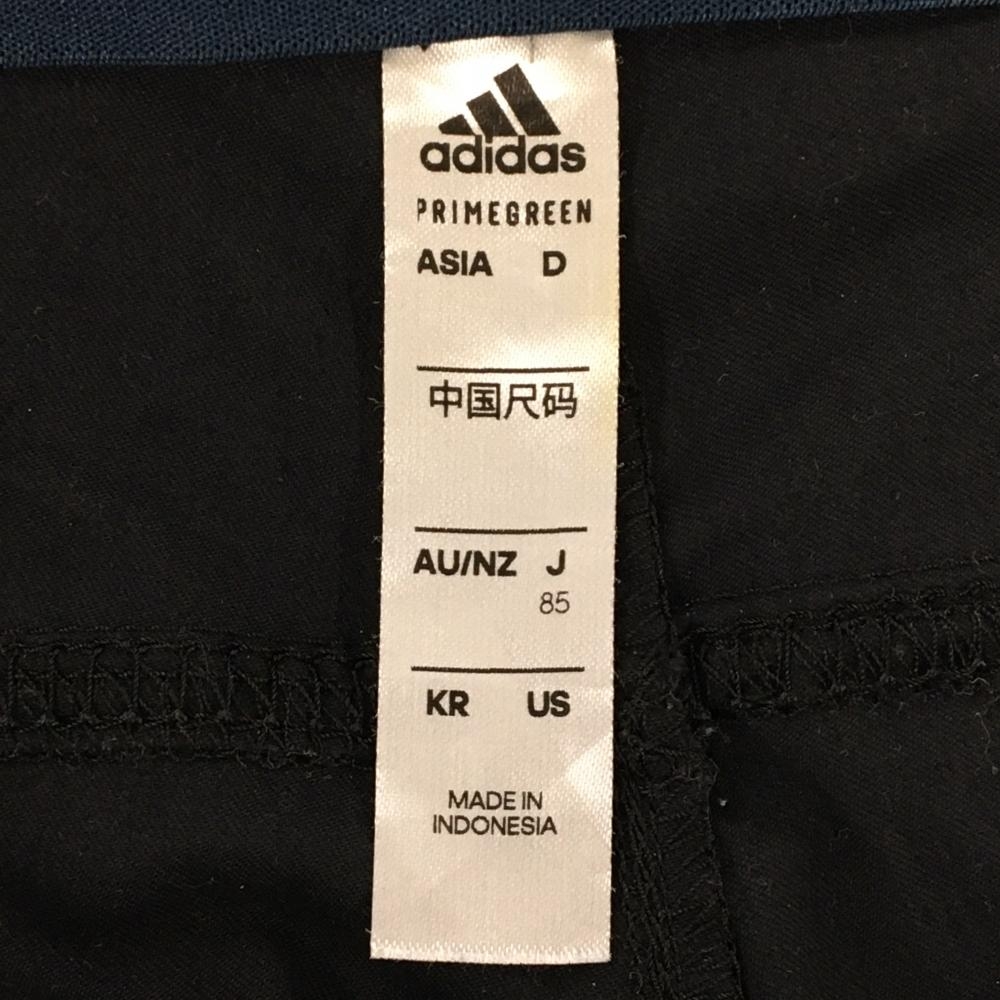 adidas
PRIMEGREEN
ASIA D
中国尺码
AU/NZ J
85
KR US
MADE IN
INDONESIA